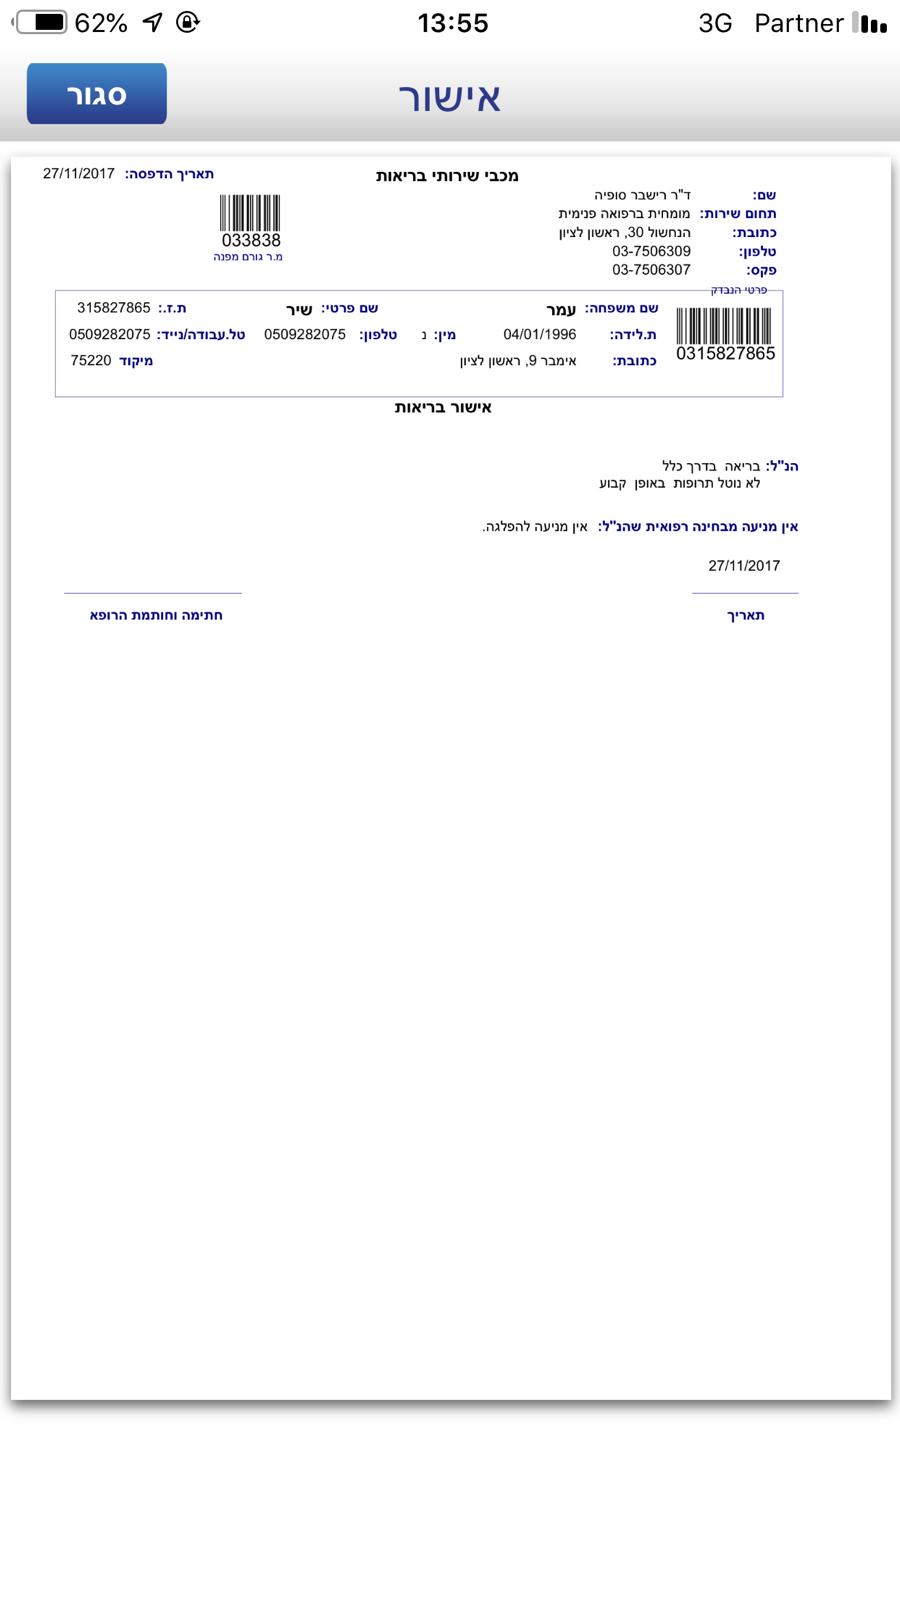 62% 13:55 3G Partner
סגור
אישור
תאריך הדפסה: 27/11/2017
מכבי שירותי בריאות
שם: ד"ר רישבר סופיה
תחום שירות: מומחית ברפואה פנימית
כתובת: הנחשול 30, ראשון לציון
טלפון: 03-7506309
פקס: 03-7506307
033838
מ.ר גורם מפנה
פרטי הנבדק
0315827865
שם משפחה: עמר שם פרטי: שיר ת.ז.: 315827865
ת.לידה: 04/01/1996 מין: נ טלפון: 0509282075 טל.עבודה/נייד: 0509282075
כתובת: אימבר 9, ראשון לציון מיקוד 75220
אישור בריאות
הנ"ל: בריאה בדרך כלל
לא נוטל תרופות באופן קבוע
אין מניעה מבחינה רפואית שהנ"ל: אין מניעה להפלגה.
27/11/2017
תאריך חתימה וחותמת הרופא